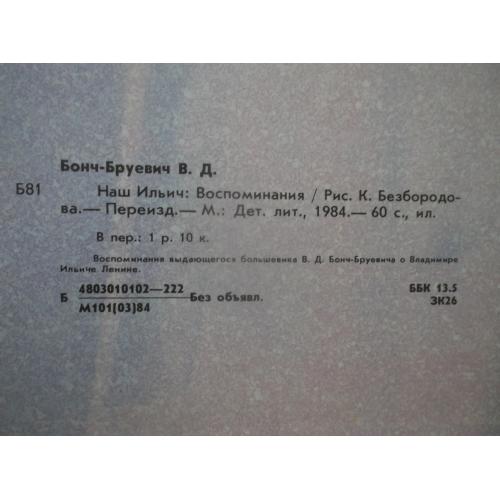 Бонч-Бруевич В. Д.
Б81 Наш Ильич: Воспоминания / Рис. К. Безбородо-
ва.— Переизд.— М.: Дет. лит., 1984.— 60 с., ил.
В пер.: 1 р. 10 к.
Воспоминания выдающегося большевика В. Д. Бонч-Бруевича о Владимире
Ильиче Ленине.
Б 4803010102—222 Без объявл.
М101(03)84
ББК 13.5
3К26